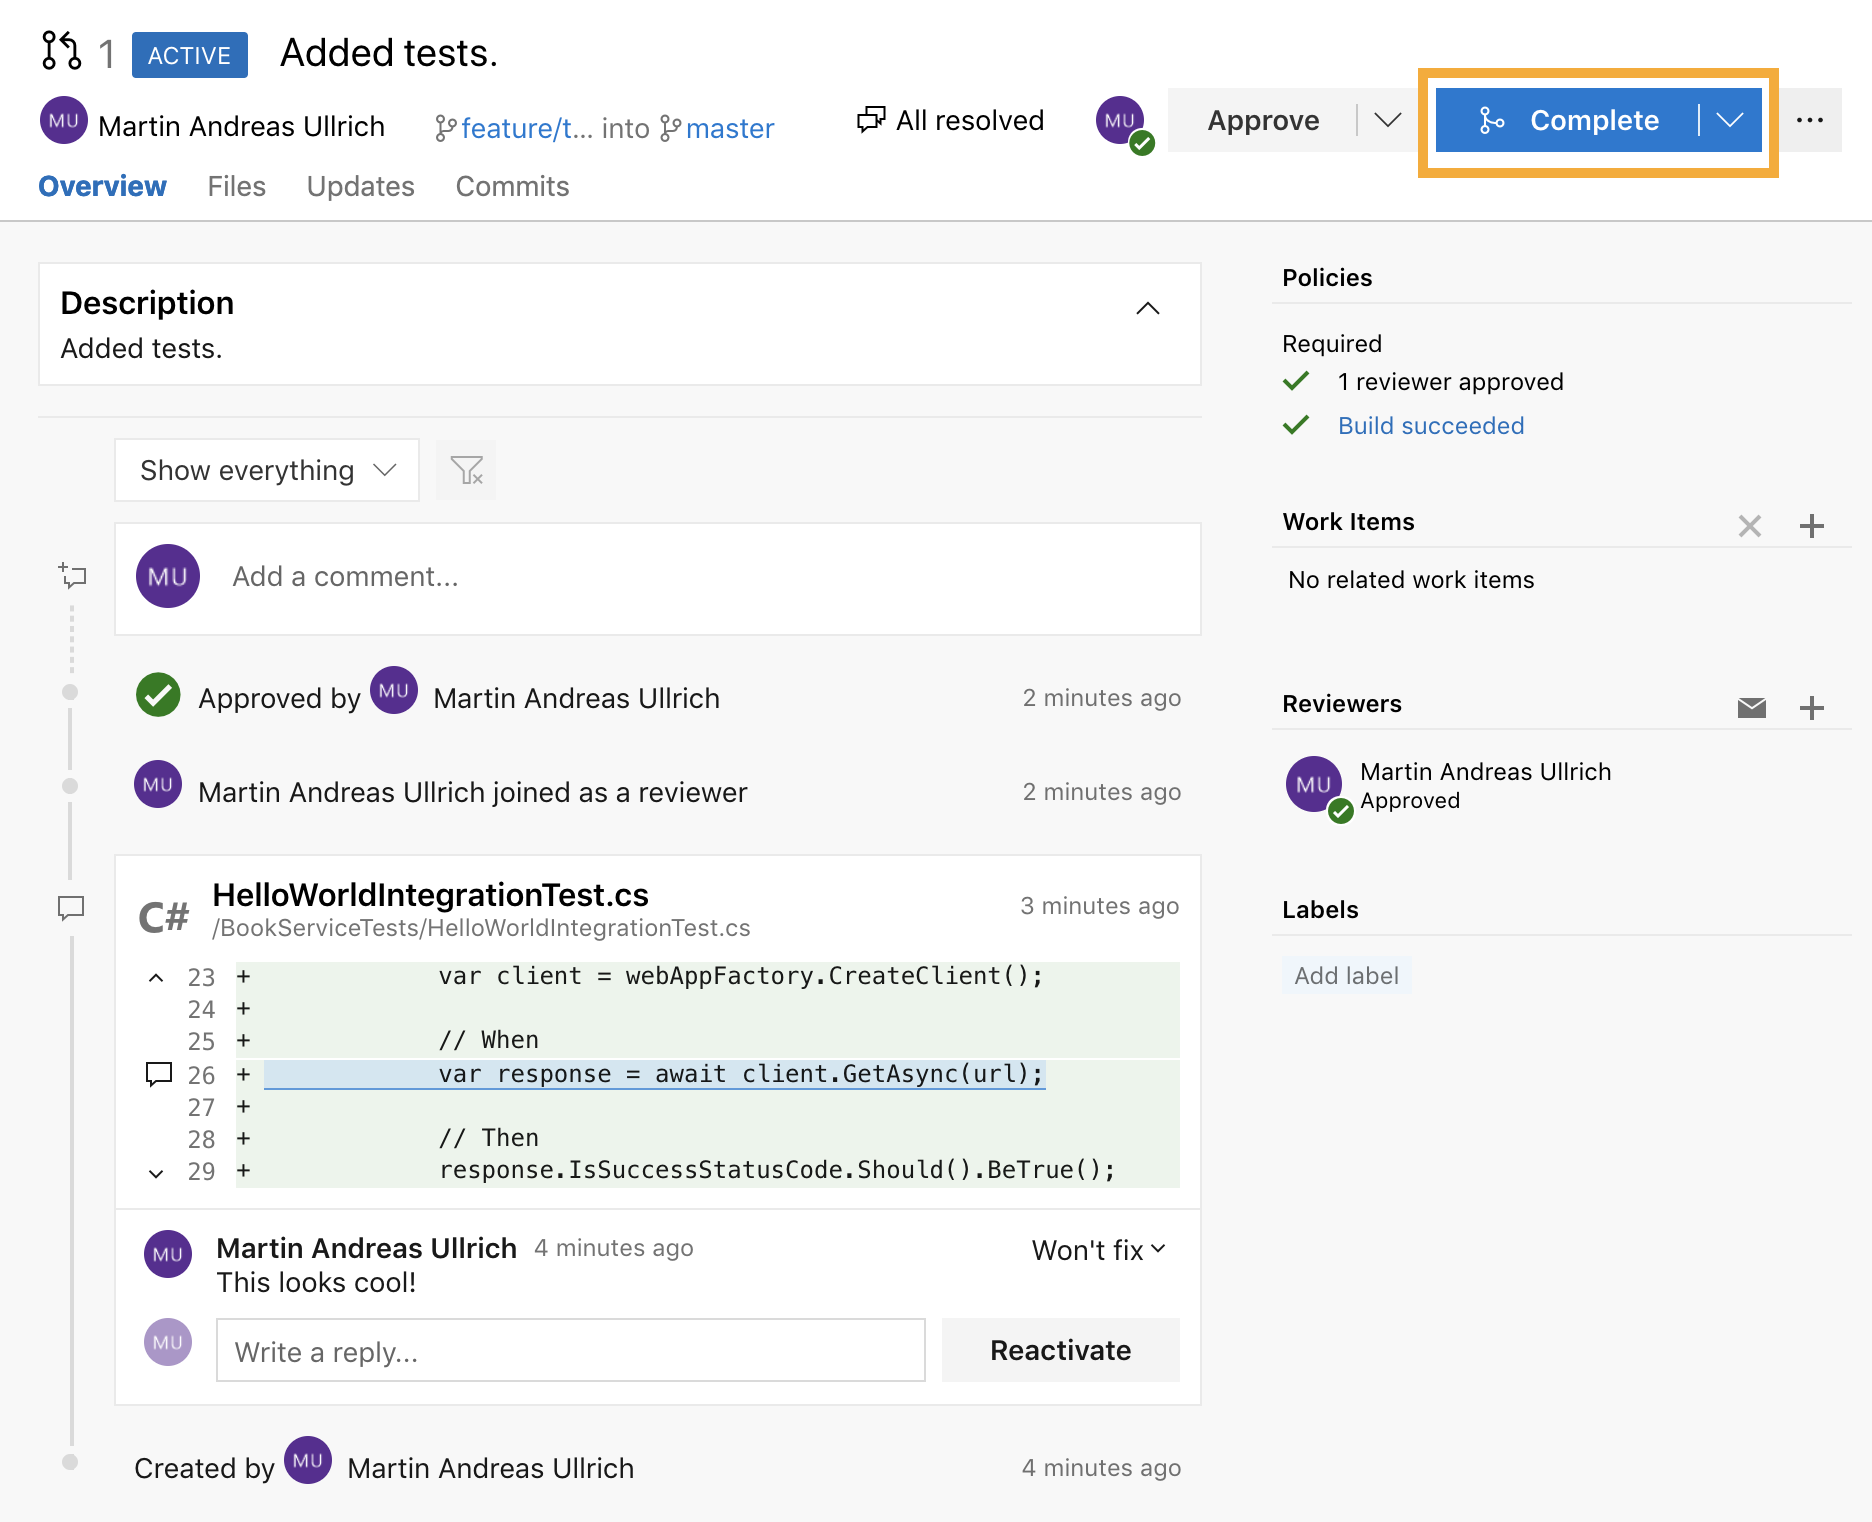 1 ACTIVE Added tests.
MU Martin Andreas Ullrich feature/t... into master All resolved MU Approve Complete ...
Overview Files Updates Commits
Description
Added tests.
Show everything
MU Add a comment...
Approved by MU Martin Andreas Ullrich 2 minutes ago
MU Martin Andreas Ullrich joined as a reviewer 2 minutes ago
C# HelloWorldIntegrationTest.cs 3 minutes ago
/BookServiceTests/HelloWorldIntegrationTest.cs
23 + var client = webAppFactory.CreateClient();
24 +
25 + // When
26 + var response = await client.GetAsync(url);
27 +
28 + // Then
29 + response.IsSuccessStatusCode.Should().BeTrue();
MU Martin Andreas Ullrich 4 minutes ago Won't fix
This looks cool!
MU Write a reply... Reactivate
Created by MU Martin Andreas Ullrich 4 minutes ago
Policies
Required
1 reviewer approved
Build succeeded
Work Items
No related work items
Reviewers
MU Martin Andreas Ullrich
Approved
Labels
Add label